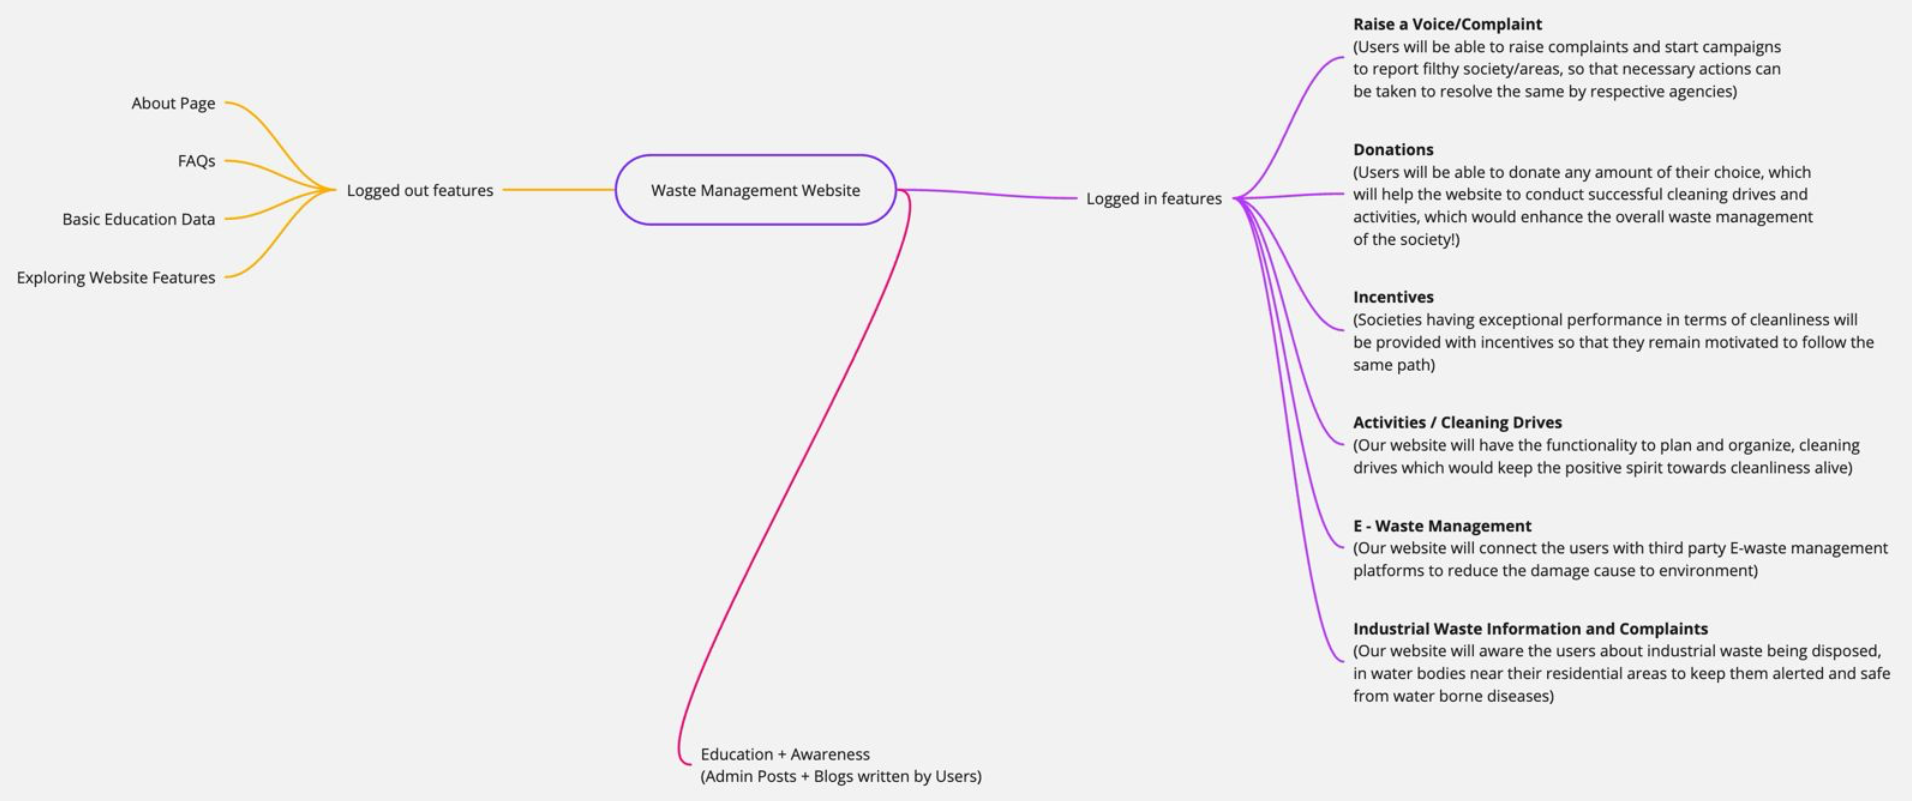 About Page
FAQs
Basic Education Data
Exploring Website Features
Logged out features
Waste Management Website
Logged in features
Raise a Voice/Complaint
(Users will be able to raise complaints and start campaigns
to report filthy society/areas, so that necessary actions can
be taken to resolve the same by respective agencies)
Donations
(Users will be able to donate any amount of their choice, which
will help the website to conduct successful cleaning drives and
activities, which would enhance the overall waste management
of the society!)
Incentives
(Societies having exceptional performance in terms of cleanliness will
be provided with incentives so that they remain motivated to follow the
same path)
Activities / Cleaning Drives
(Our website will have the functionality to plan and organize, cleaning
drives which would keep the positive spirit towards cleanliness alive)
E - Waste Management
(Our website will connect the users with third party E-waste management
platforms to reduce the damage cause to environment)
Industrial Waste Information and Complaints
(Our website will aware the users about industrial waste being disposed,
in water bodies near their residential areas to keep them alerted and safe
from water borne diseases)
Education + Awareness
(Admin Posts + Blogs written by Users)